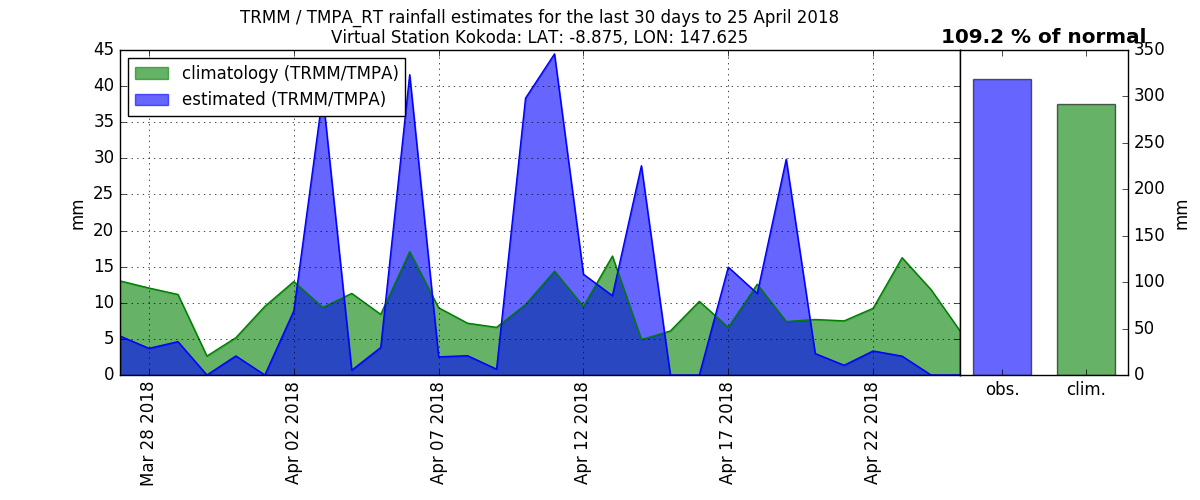 TRMM / TMPA_RT rainfall estimates for the last 30 days to 25 April 2018
Virtual Station Kokoda: LAT: -8.875, LON: 147.625
109.2 % of normal
climatology (TRMM/TMPA)
estimated (TRMM/TMPA)
45
40
35
30
25
20
15
10
5
0
mm
Mar 28 2018
Apr 02 2018
Apr 07 2018
Apr 12 2018
Apr 17 2018
Apr 22 2018
350
300
250
200
150
100
50
0
mm
obs.
clim.